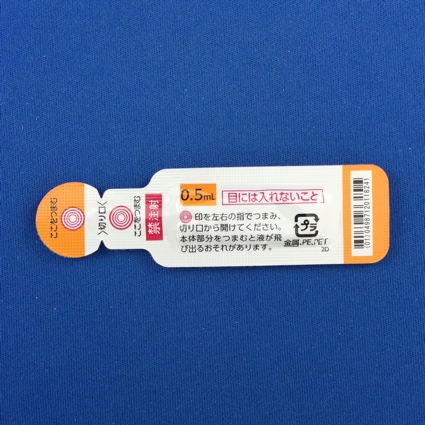 ここをつまむ
＞切り口＜
ここをつまむ
禁注射
0.5mL
目には入れないこと
印を左右の指でつまみ、
切り口から開けてください。
本体部分をつまむと液が飛
び出るおそれがあります。
プラ
金属.PE.PET
2D
(01)04987120118241